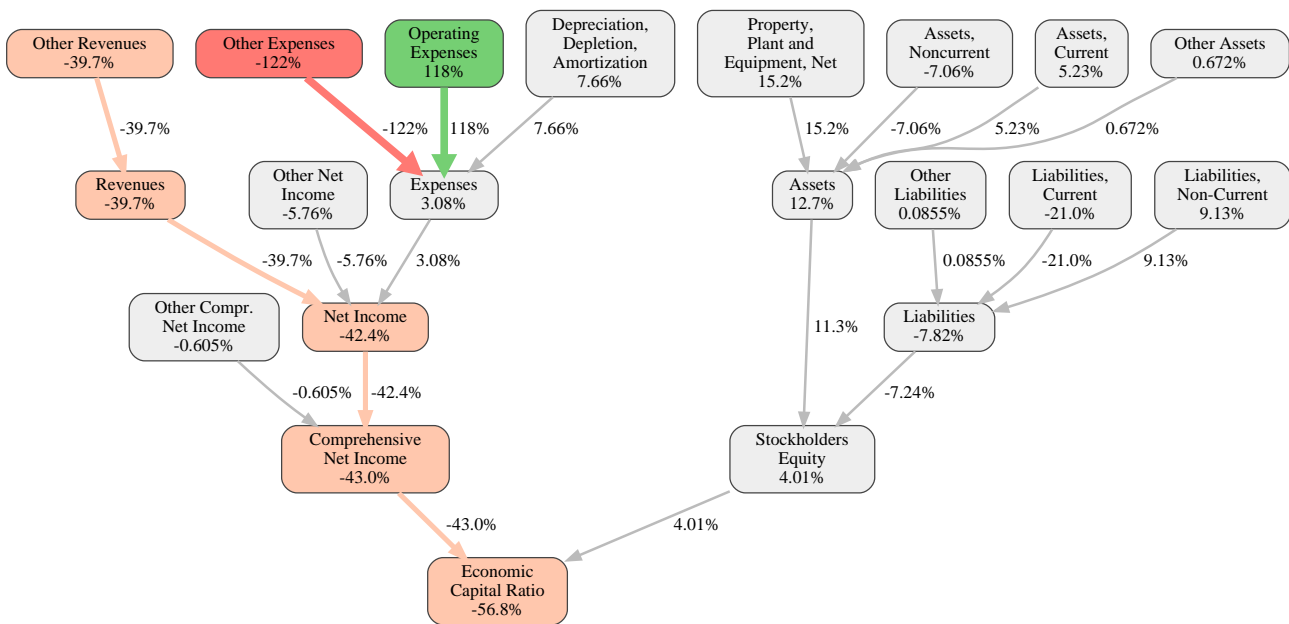 Other Revenues
-39.7%
Other Expenses
-122%
Operating
Expenses
118%
Depreciation,
Depletion,
Amortization
7.66%
Property,
Plant and
Equipment, Net
15.2%
Assets,
Noncurrent
-7.06%
Assets,
Current
5.23%
Other Assets
0.672%
-39.7%
-122%
118%
7.66%
15.2%
-7.06%
5.23%
0.672%
Revenues
-39.7%
Other Net
Income
-5.76%
Expenses
3.08%
Assets
12.7%
Other
Liabilities
0.0855%
Liabilities,
Current
-21.0%
Liabilities,
Non-Current
9.13%
-39.7%
-5.76%
3.08%
0.0855%
-21.0%
9.13%
Other Compr.
Net Income
-0.605%
Net Income
-42.4%
11.3%
Liabilities
-7.82%
-0.605%
-42.4%
-7.24%
Comprehensive
Net Income
-43.0%
Stockholders
Equity
4.01%
-43.0%
4.01%
Economic
Capital Ratio
-56.8%